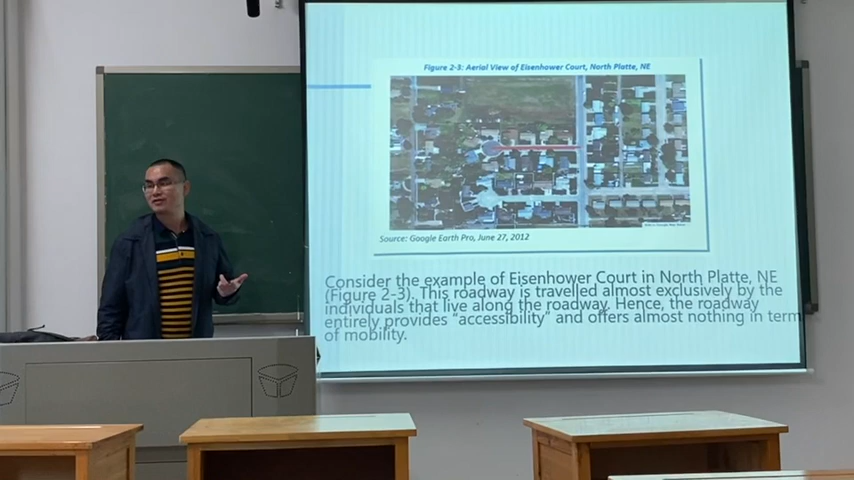 Figure 2-3: Aerial View of Eisenhower Court, North Platte, NE
Source: Google Earth Pro, June 27, 2012
Consider the example of Eisenhower Court in North Platte, NE
(Figure 2-3). This roadway is travelled almost exclusively by the
individuals that live along the roadway. Hence, the roadway
entirely provides “accessibility” and offers almost nothing in term
of mobility.